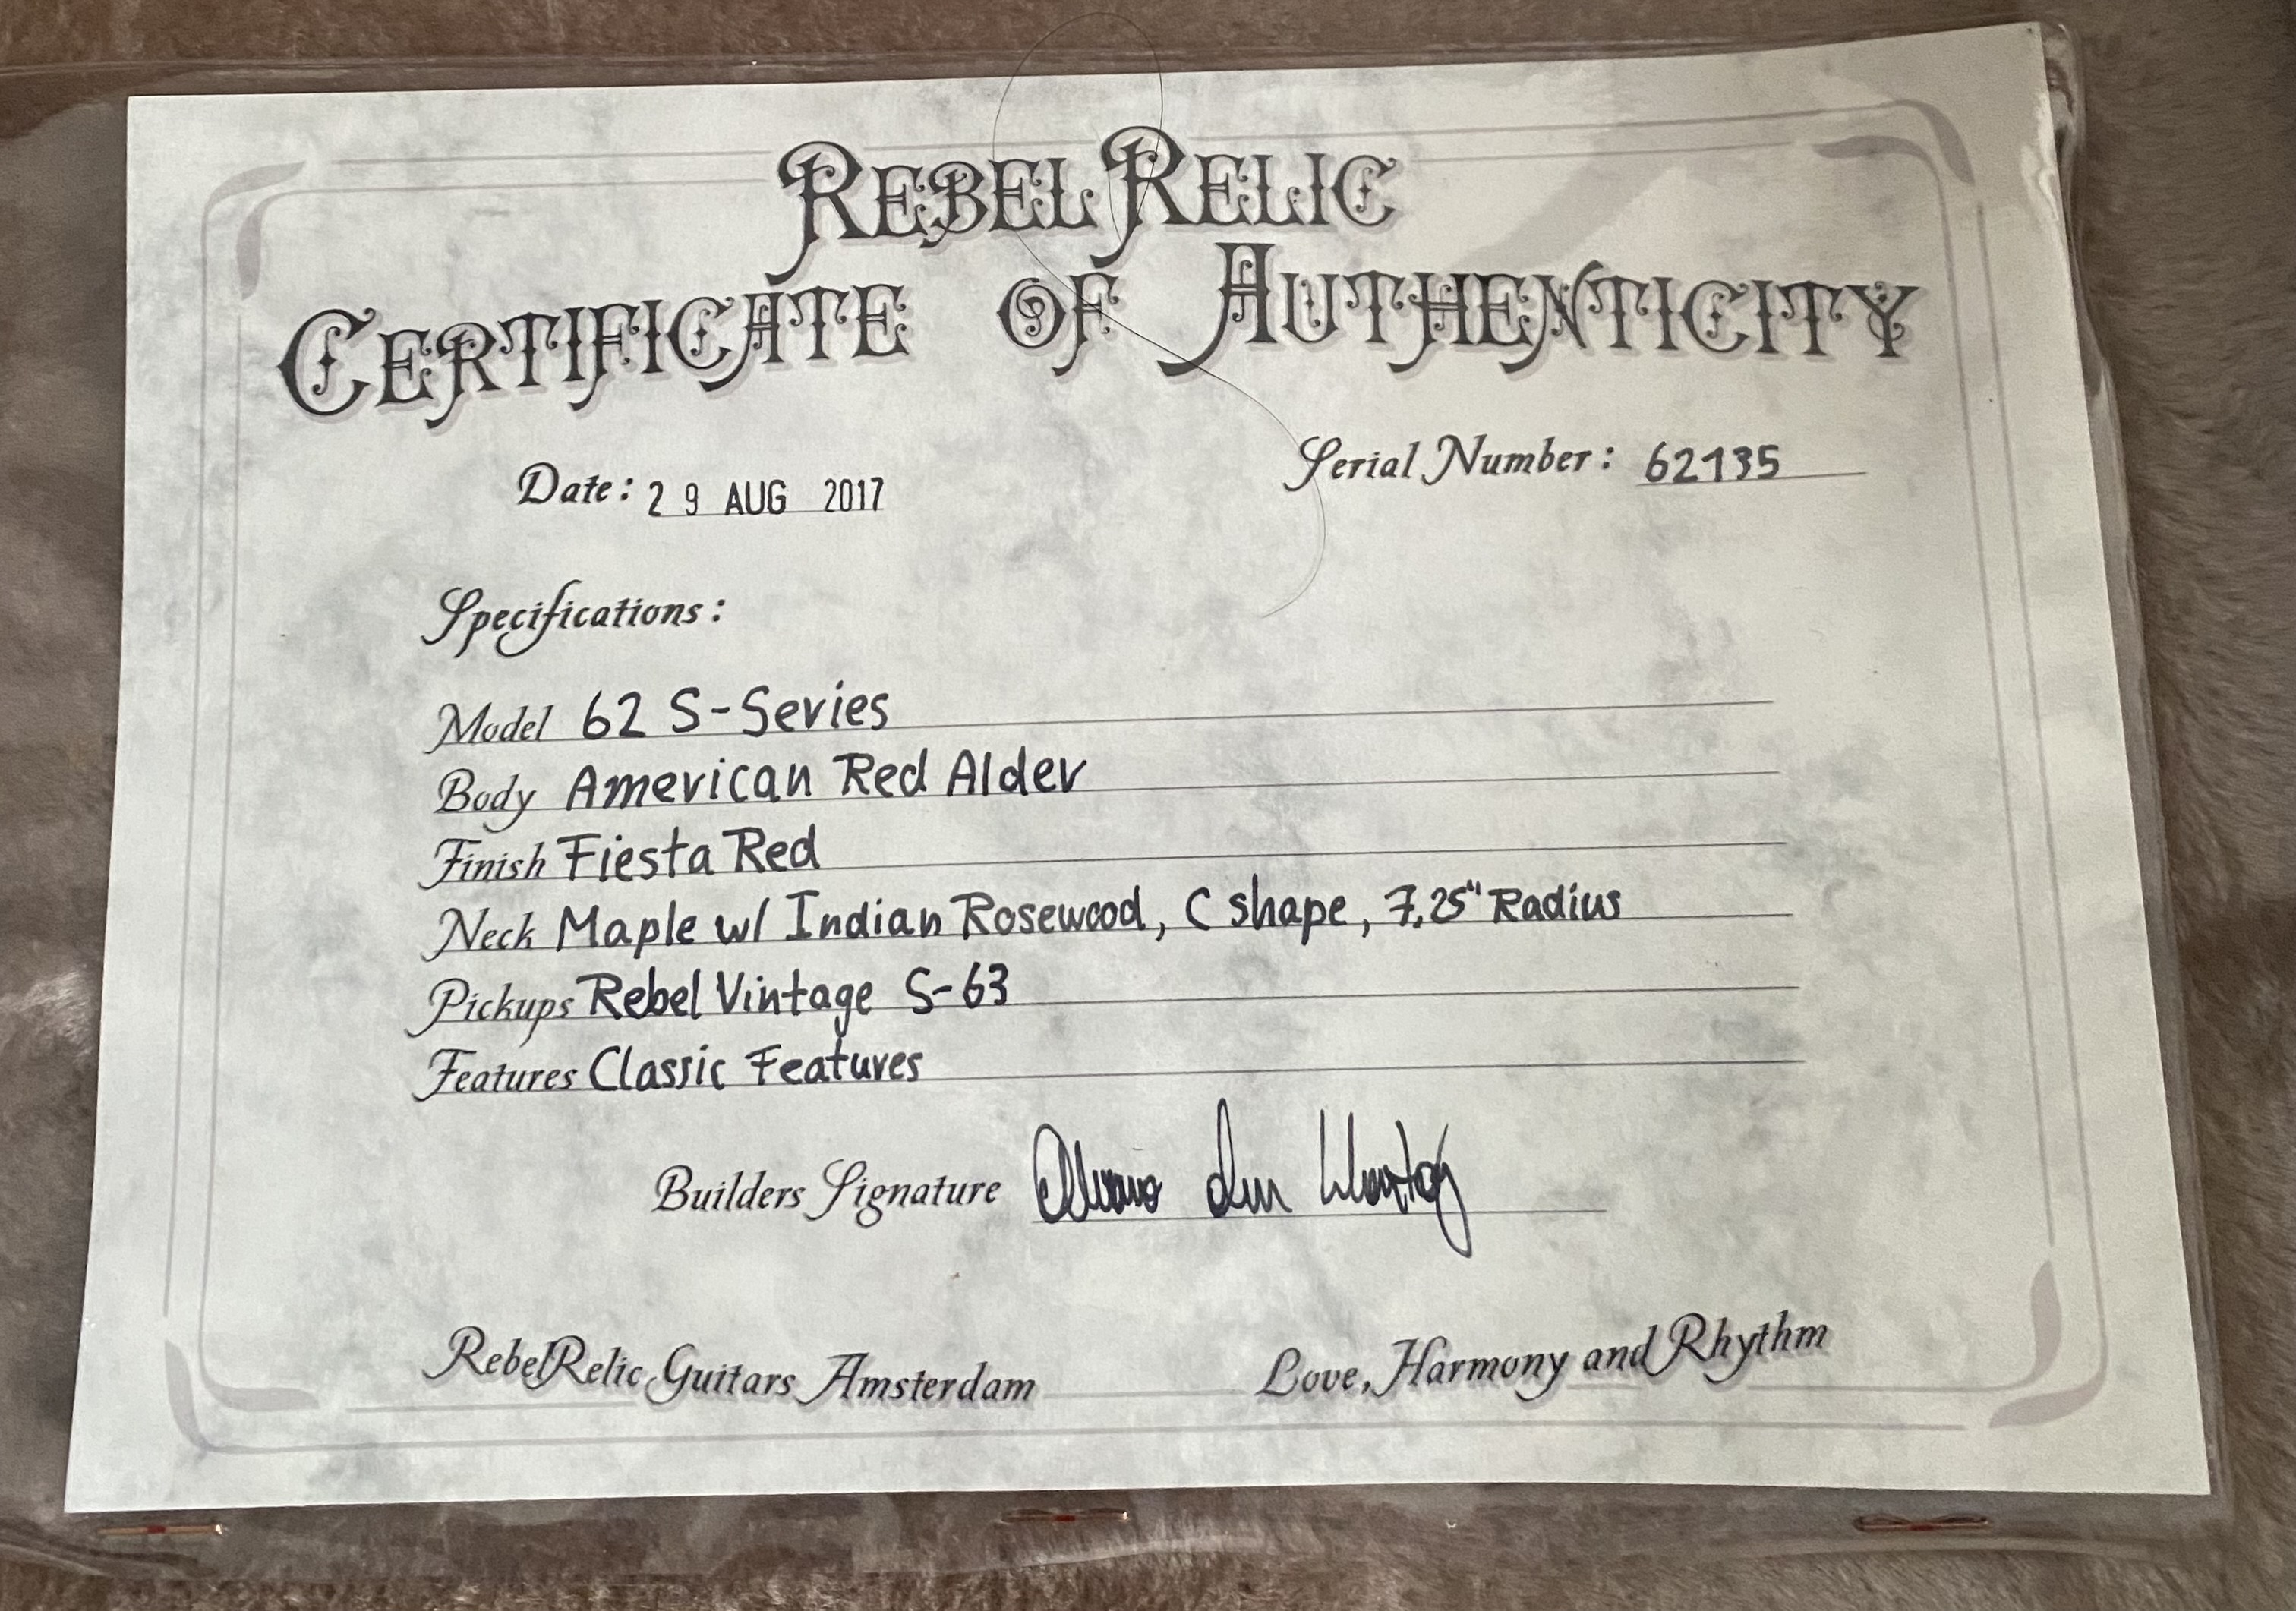 REBEL RELIC
CERTIFICATE OF AUTHENTICITY
Date: 29 AUG 2017 Serial Number: 62135
Specifications:
Model 62 S-Series
Body American Red Alder
Finish Fiesta Red
Neck Maple w/ Indian Rosewood, C shape, 7.25" Radius
Pickups Rebel Vintage S-63
Features Classic Features
Builders Signature
RebelRelic Guitars Amsterdam Love, Harmony and Rhythm